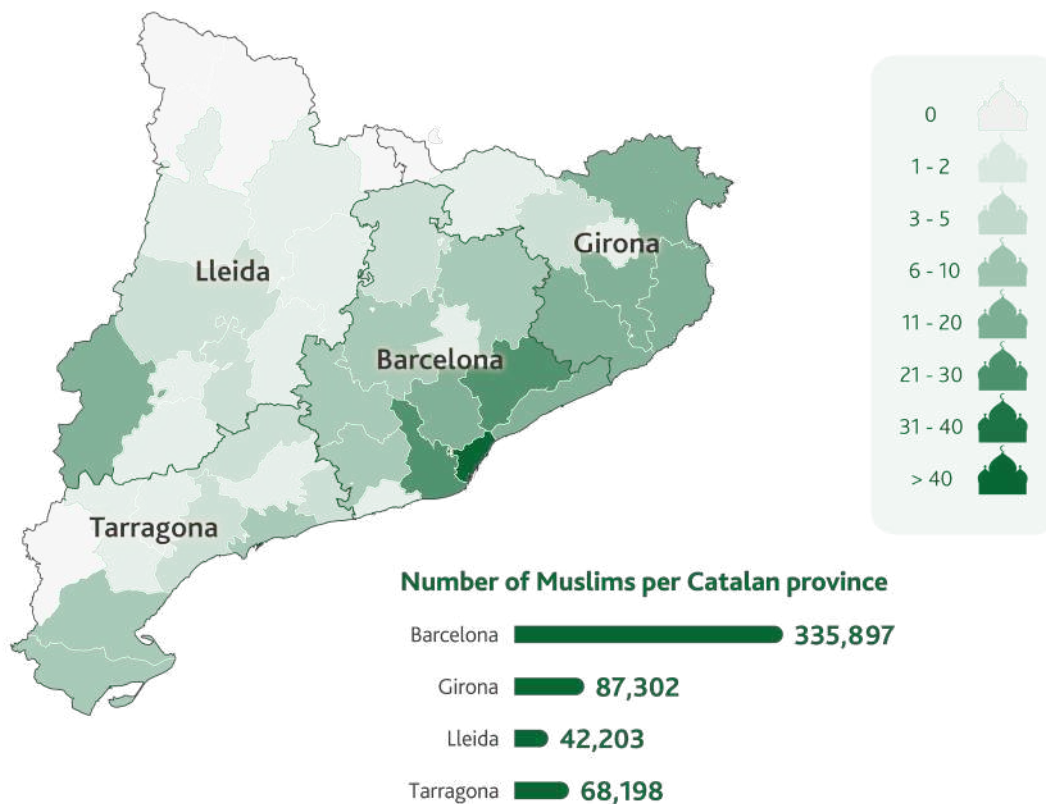 Girona
Lleida
Barcelona
Tarragona
0
1 - 2
3 - 5
6 - 10
11 - 20
21 - 30
31 - 40
> 40
Number of Muslims per Catalan province
Barcelona 335,897
Girona 87,302
Lleida 42,203
Tarragona 68,198